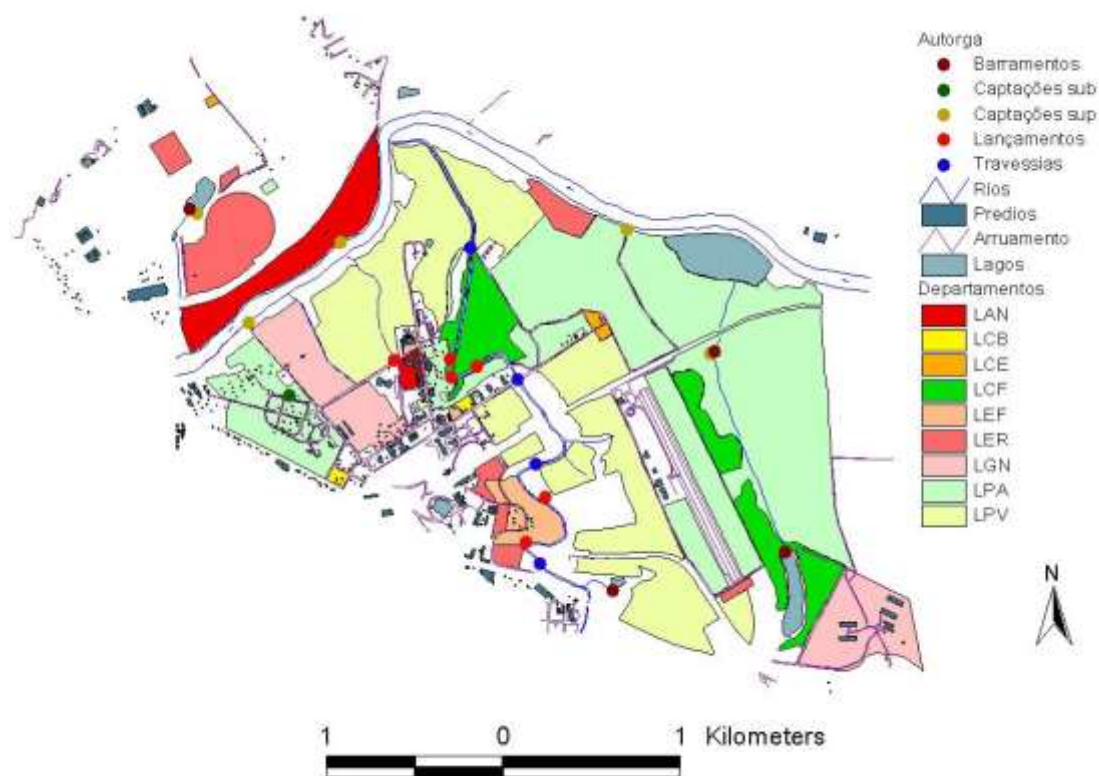 Autorga
Barramentos
Captações sub
Captações sup
Lançamentos
Travessias
Rios
Predios
Arruamento
Lagos
Departamentos
LAN
LCB
LCE
LCF
LEF
LER
LGN
LPA
LPV
N
1 0 1 Kilometers